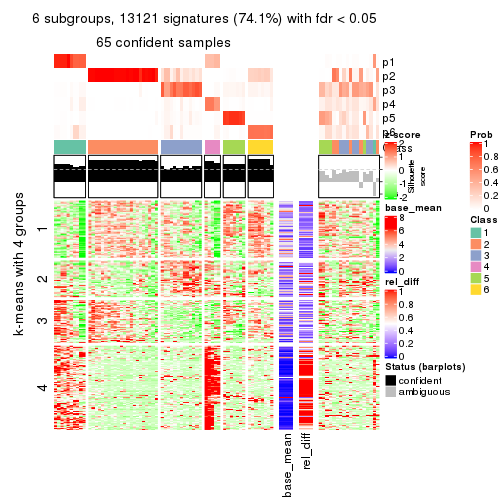 6 subgroups, 13121 signatures (74.1%) with fdr < 0.05
65 confident samples
p1
p2
p3
p4
p5
p6
Class
z-score
2
1
0
-1
-2
Silhouette
score
Prob
1
0.8
0.6
0.4
0.2
0
base_mean
8
6
4
2
0
Class
1
2
3
4
5
6
rel_diff
1
0.8
0.6
0.4
0.2
0
Status (barplots)
confident
ambiguous
k-means with 4 groups
1
2
3
4
base_mean
rel_diff